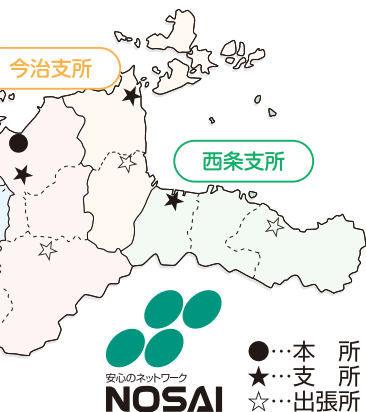 今治支所
西条支所
安心のネットワーク
NOSAI
●…本　所
★…支　所
☆…出張所